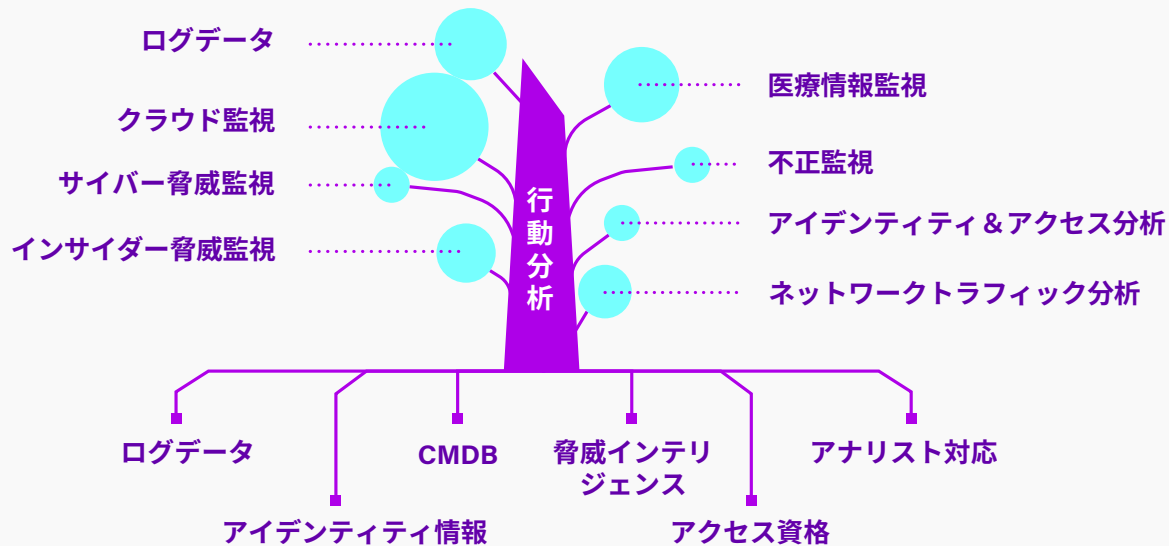 ログデータ
クラウド監視
サイバー脅威監視
インサイダー脅威監視
行動分析
医療情報監視
不正監視
アイデンティティ＆アクセス分析
ネットワークトラフィック分析
ログデータ
アイデンティティ情報
CMDB
脅威インテリ
ジェンス
アクセス資格
アナリスト対応